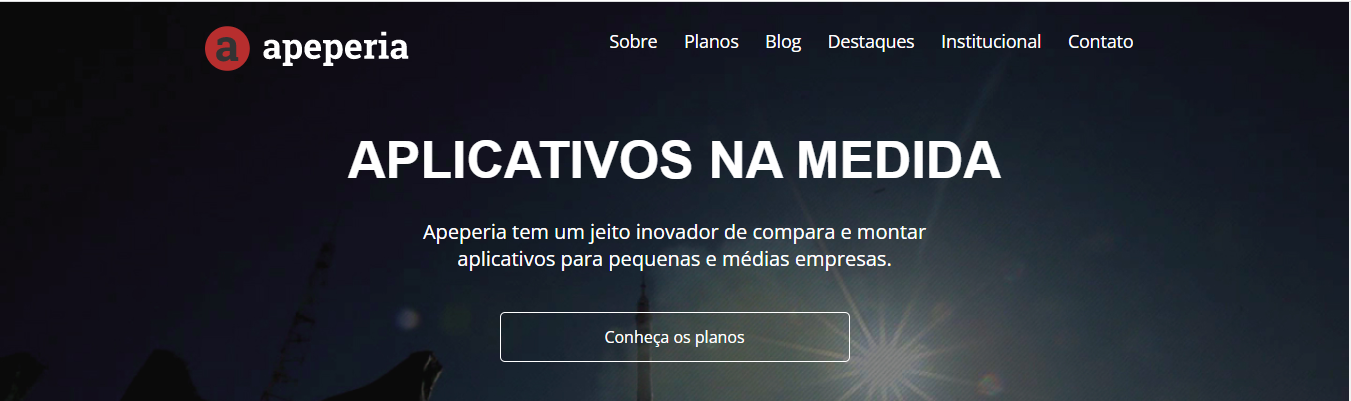 a apeperia
Sobre Planos Blog Destaques Institucional Contato
APLICATIVOS NA MEDIDA
Apeperia tem um jeito inovador de compara e montar
aplicativos para pequenas e médias empresas.
Conheça os planos